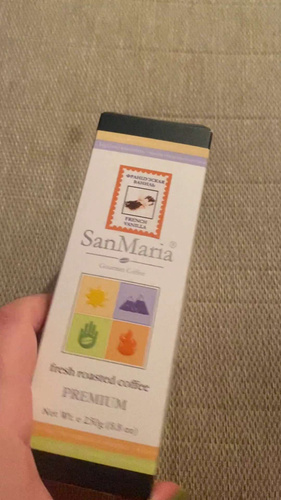 ФРАНЦУЗСКАЯ
ВАНИЛЬ
FRENCH
VANILLA
SanMaria®
Gourmet Coffee
fresh roasted coffee
PREMIUM
Net. Wt. e 250g (8.8 oz)